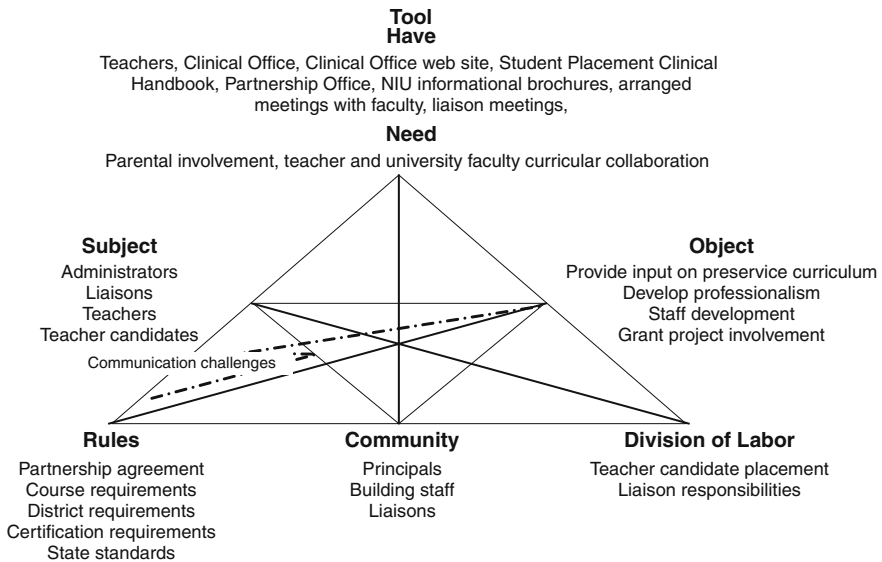 Tool
Have
Teachers, Clinical Office, Clinical Office web site, Student Placement Clinical
Handbook, Partnership Office, NIU informational brochures, arranged
meetings with faculty, liaison meetings,
Need
Parental involvement, teacher and university faculty curricular collaboration
Subject
Administrators
Liaisons
Teachers
Teacher candidates
Object
Provide input on preservice curriculum
Develop professionalism
Staff development
Grant project involvement
Communication challenges
Rules
Partnership agreement
Course requirements
District requirements
Certification requirements
State standards
Community
Principals
Building staff
Liaisons
Division of Labor
Teacher candidate placement
Liaison responsibilities